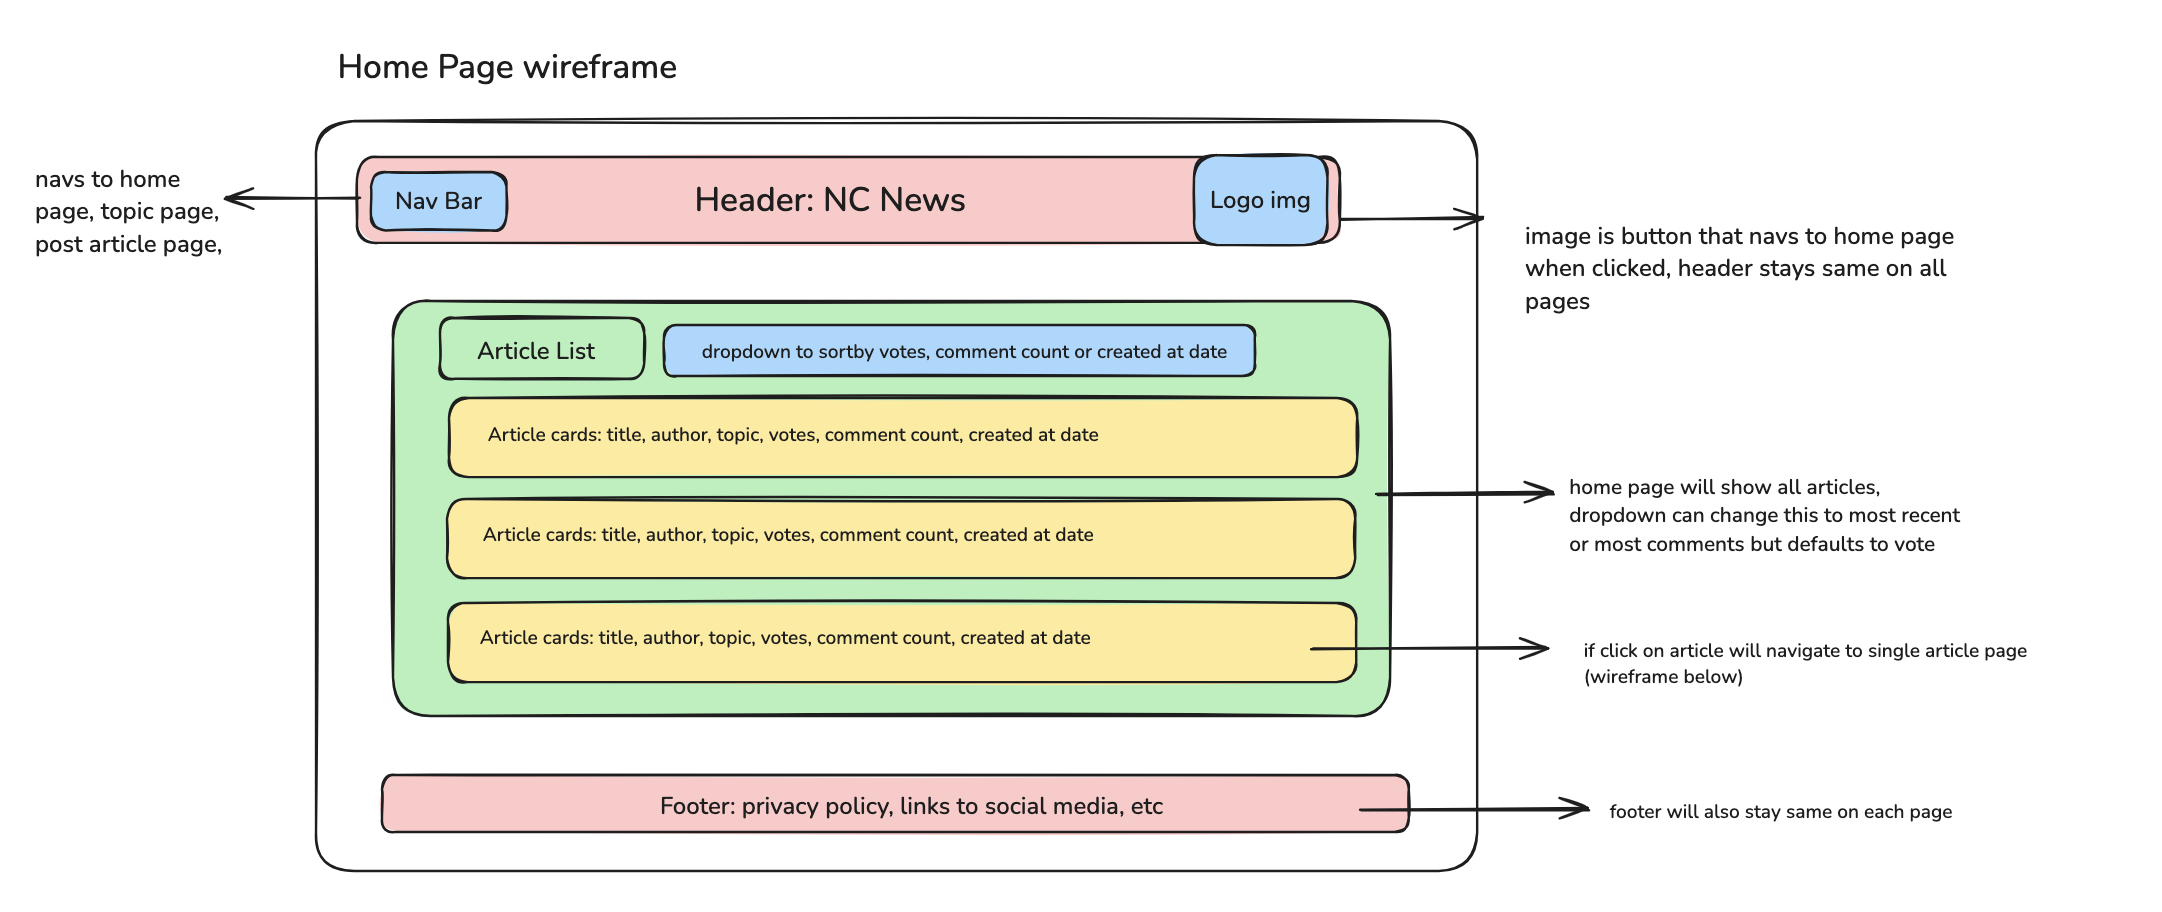 Home Page wireframe
navs to home
page, topic page,
post article page,
Nav Bar
Header: NC News
Logo img
image is button that navs to home page
when clicked, header stays same on all
pages
Article List
dropdown to sortby votes, comment count or created at date
Article cards: title, author, topic, votes, comment count, created at date
home page will show all articles,
dropdown can change this to most recent
or most comments but defaults to vote
Article cards: title, author, topic, votes, comment count, created at date
Article cards: title, author, topic, votes, comment count, created at date
if click on article will navigate to single article page
(wireframe below)
Footer: privacy policy, links to social media, etc
footer will also stay same on each page